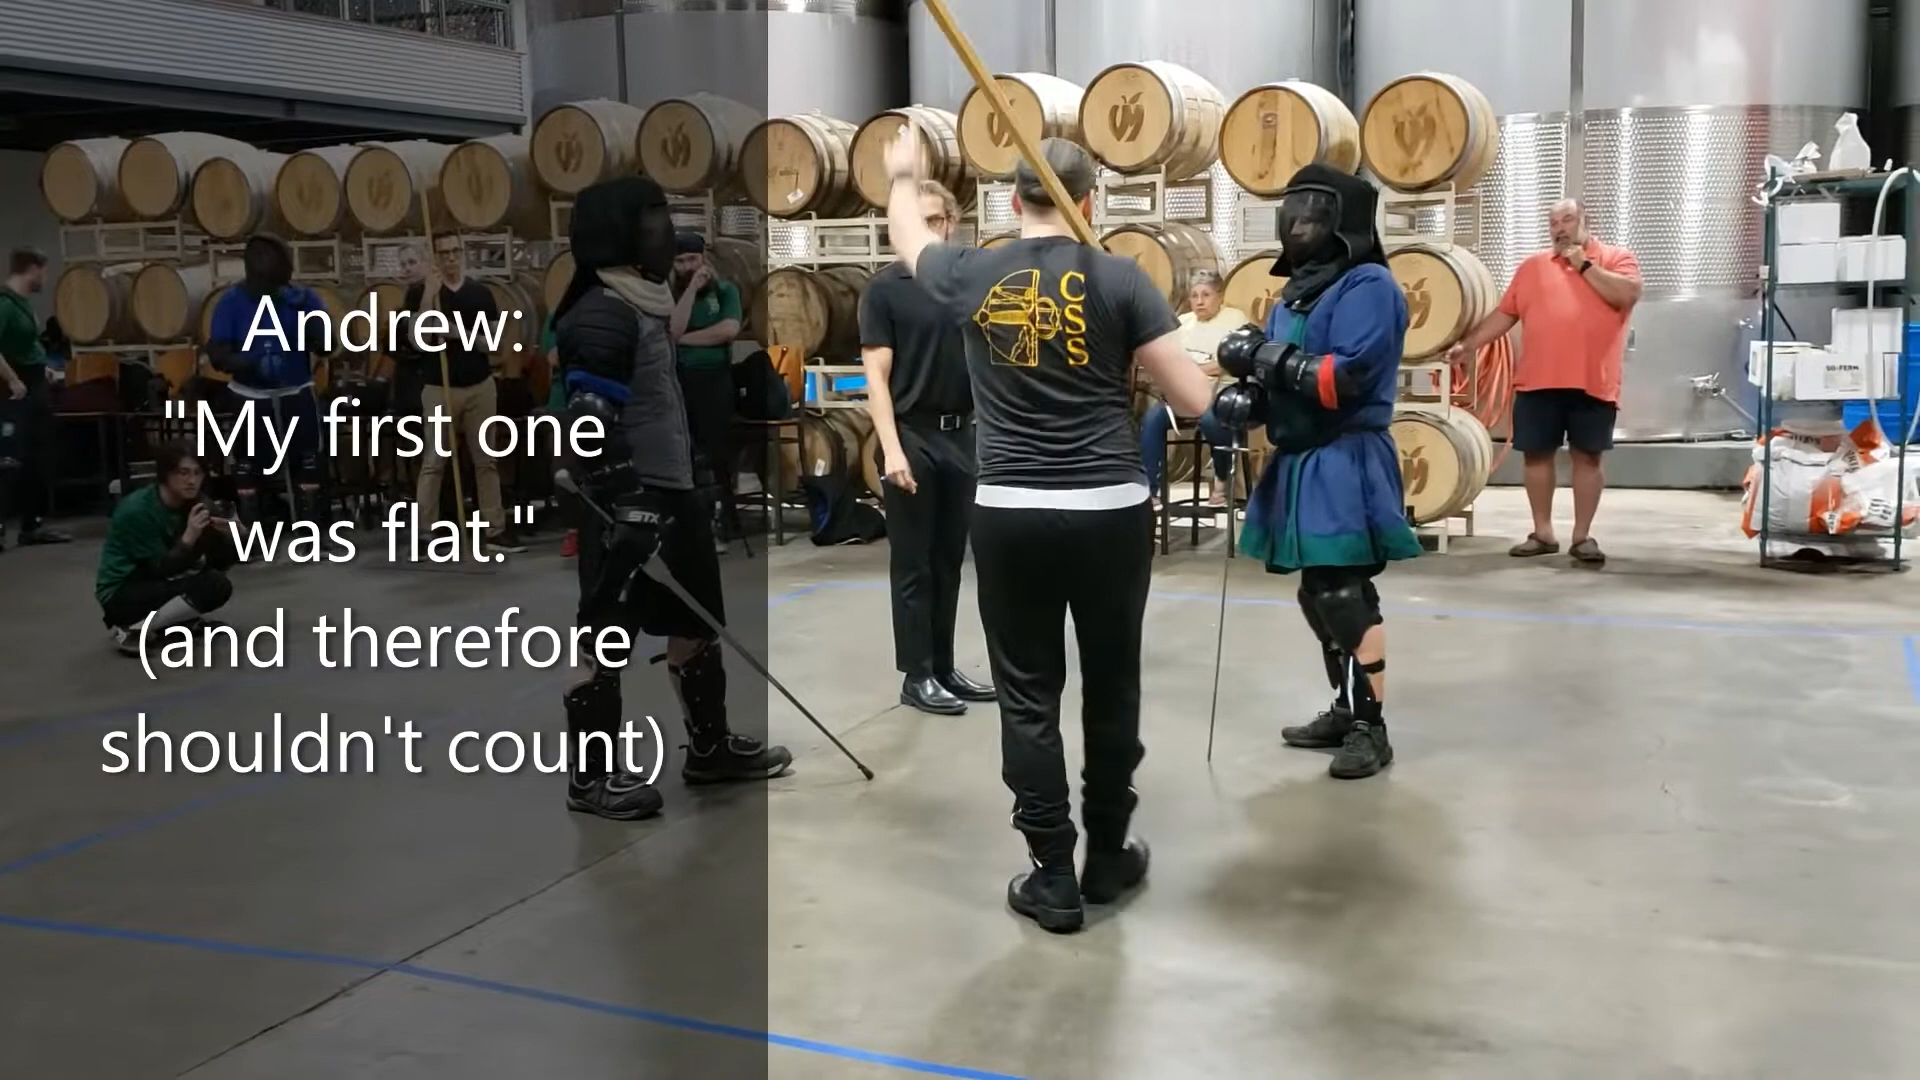 Andrew:
"My first one
was flat."
(and therefore
shouldn't count)
CSS
STX